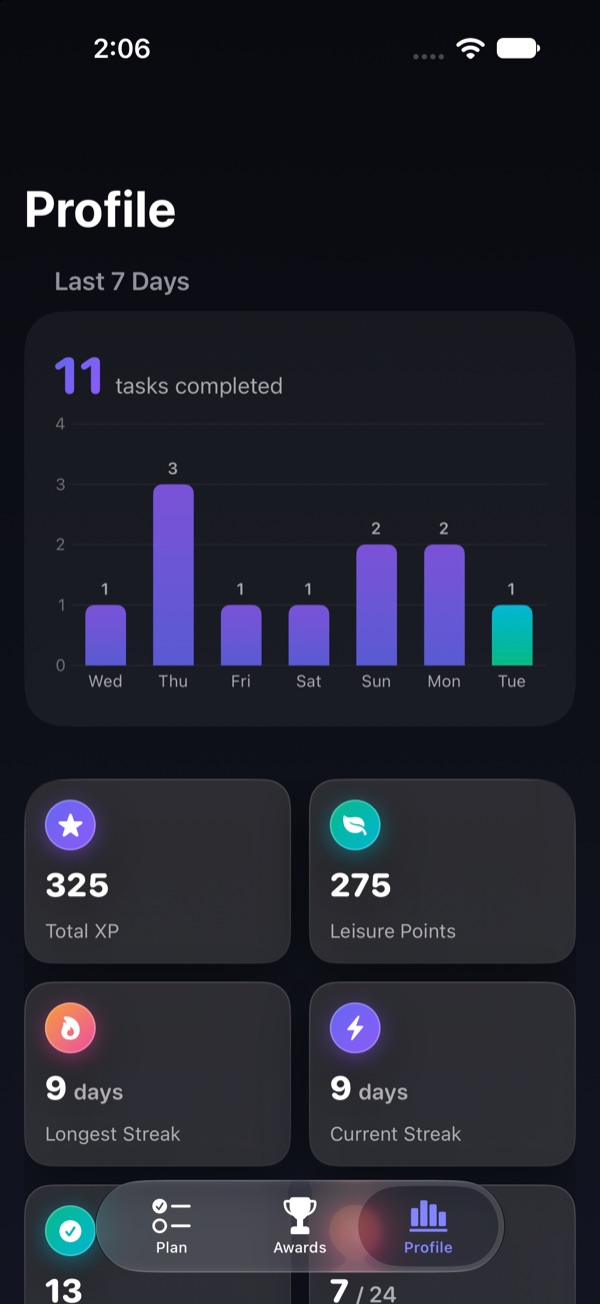 2:06
Profile
Last 7 Days
11 tasks completed
4
3
2
1
0
1
3
1
1
2
2
1
Wed Thu Fri Sat Sun Mon Tue
325
Total XP
275
Leisure Points
9 days
Longest Streak
9 days
Current Streak
13
7 / 24
Plan
Awards
Profile